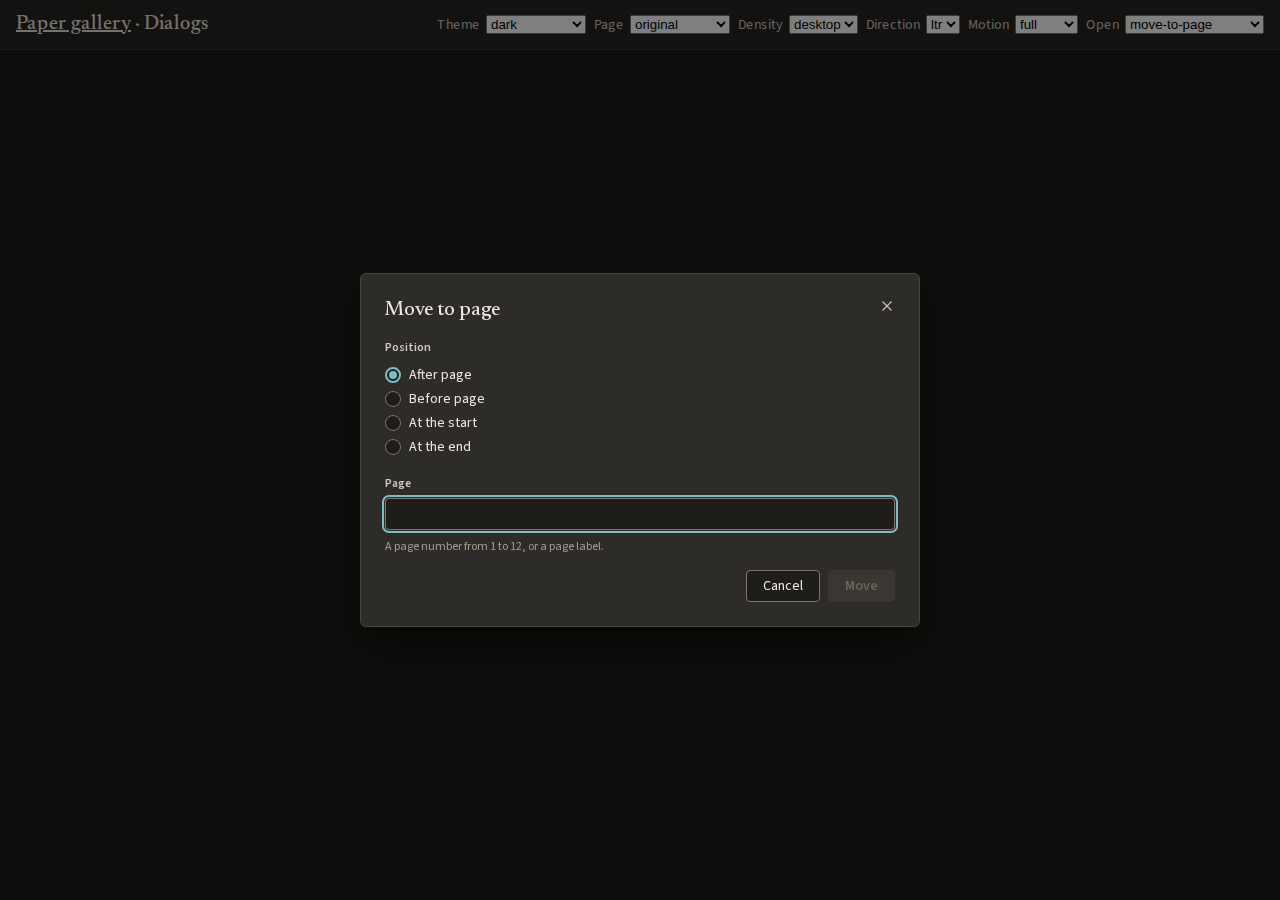 Paper gallery · Dialogs Theme dark Page original Density desktop Direction ltr Motion full Open move-to-page
Move to page
Position
After page
Before page
At the start
At the end
Page
A page number from 1 to 12, or a page label.
Cancel Move